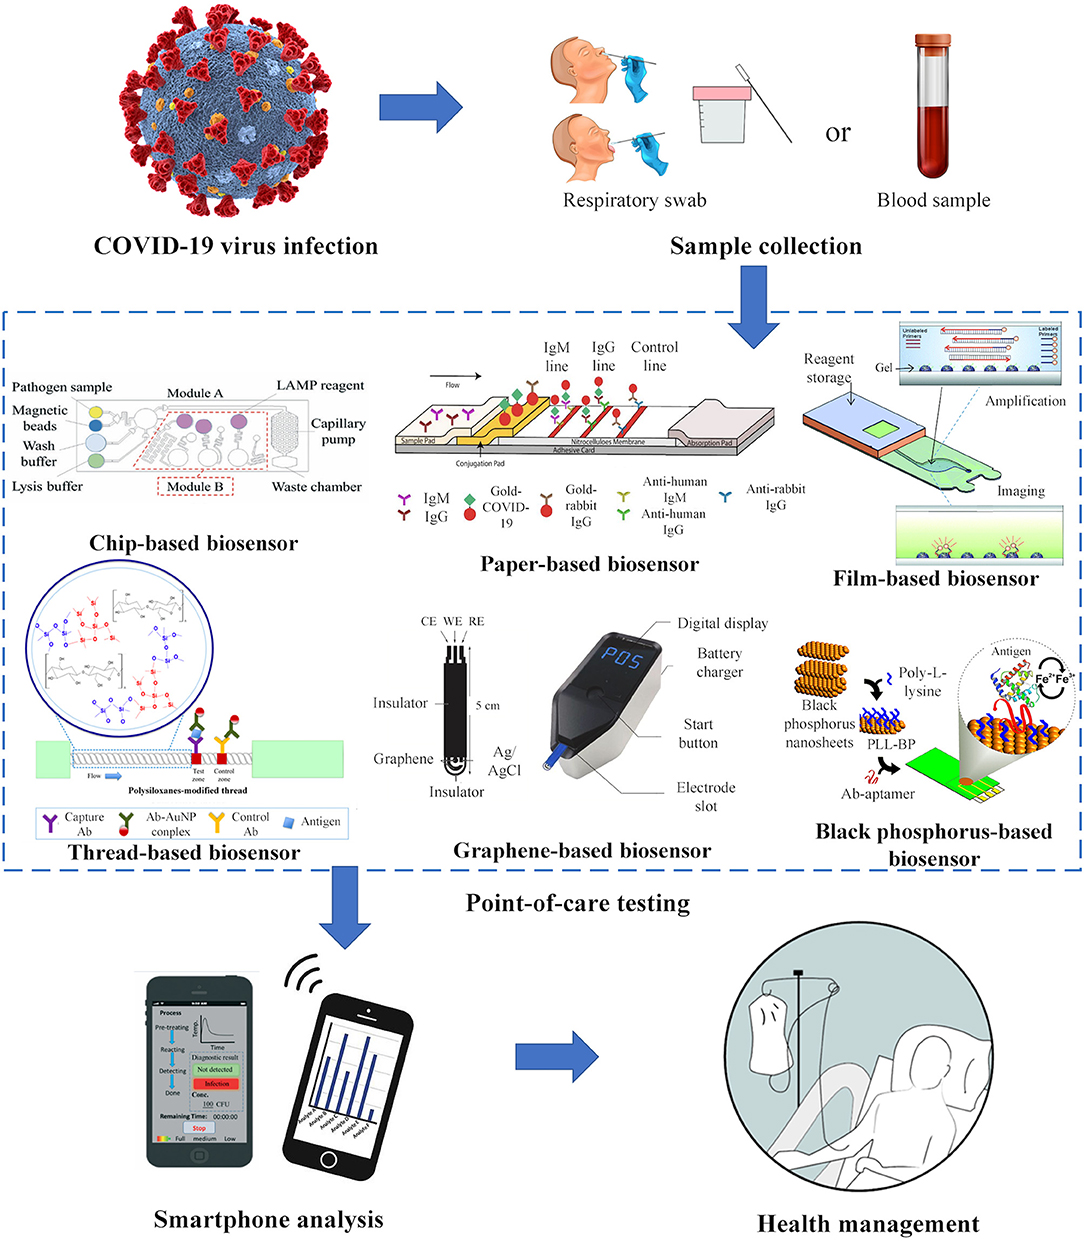 or
Respiratory swab
Blood sample
COVID-19 virus infection
Sample collection
Pathogen sample
Magnetic
beads
Wash
buffer
Lysis buffer
Module A
LAMP reagent
Capillary
pump
Module B
Waste chamber
Chip-based biosensor
IgM
line
IgG
line
Control
line
Flow
Sample Pad
Conjugation Pad
Nitrocelluloes Membrane
Adhesive Card
Absorption Pad
IgM
IgG
Gold-
COVID-
19
Gold-
rabbit
IgG
Anti-human
IgM
Anti-human
IgG
Anti-rabbit
IgG
Paper-based biosensor
Reagent
storage
Unlabeled
Primers
Labeled
Primers
Gel
Amplification
Imaging
Film-based biosensor
Flow
Test
zone
Control
zone
Polysiloxanes-modified thread
Capture
Ab
Ab-AuNP
complex
Control
Ab
Antigen
Thread-based biosensor
CE WE RE
Insulator
5 cm
Graphene
Ag/
AgCl
Insulator
POS
Digital display
Battery
charger
Start
button
Electrode
slot
Graphene-based biosensor
Poly-L-
lysine
Black
phosphorus
nanosheets
PLL-BP
Ab-aptamer
Antigen
Fe2+ Fe3+
Black phosphorus-based
biosensor
Point-of-care testing
Process
Pre-treating
Reacting
Detecting
Done
Temp.
Time
Diagnostic result
Not detected
Infection
Conc.
100 CFU
Remaining Time: 00:00:00
Stop
Full medium Low
Analyte A
Analyte B
Analyte C
Analyte D
Analyte E
Smartphone analysis
Health management